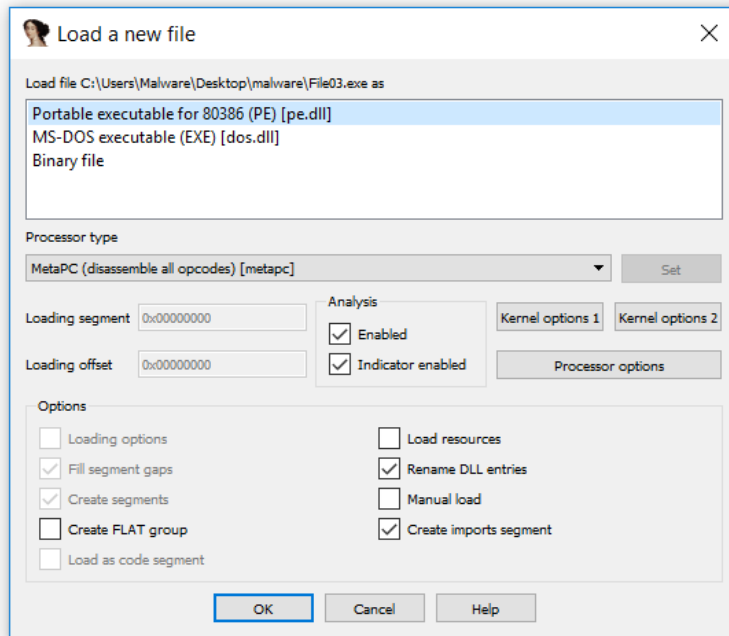 Load a new file
Load file C:\Users\Malware\Desktop\malware\File03.exe as
Portable executable for 80386 (PE) [pe.dll]
MS-DOS executable (EXE) [dos.dll]
Binary file
Processor type
MetaPC (disassemble all opcodes) [metapc]
Set
Loading segment 0x00000000
Loading offset 0x00000000
Analysis
Enabled
Indicator enabled
Kernel options 1 Kernel options 2
Processor options
Options
Loading options
Fill segment gaps
Create segments
Create FLAT group
Load as code segment
Load resources
Rename DLL entries
Manual load
Create imports segment
OK Cancel Help